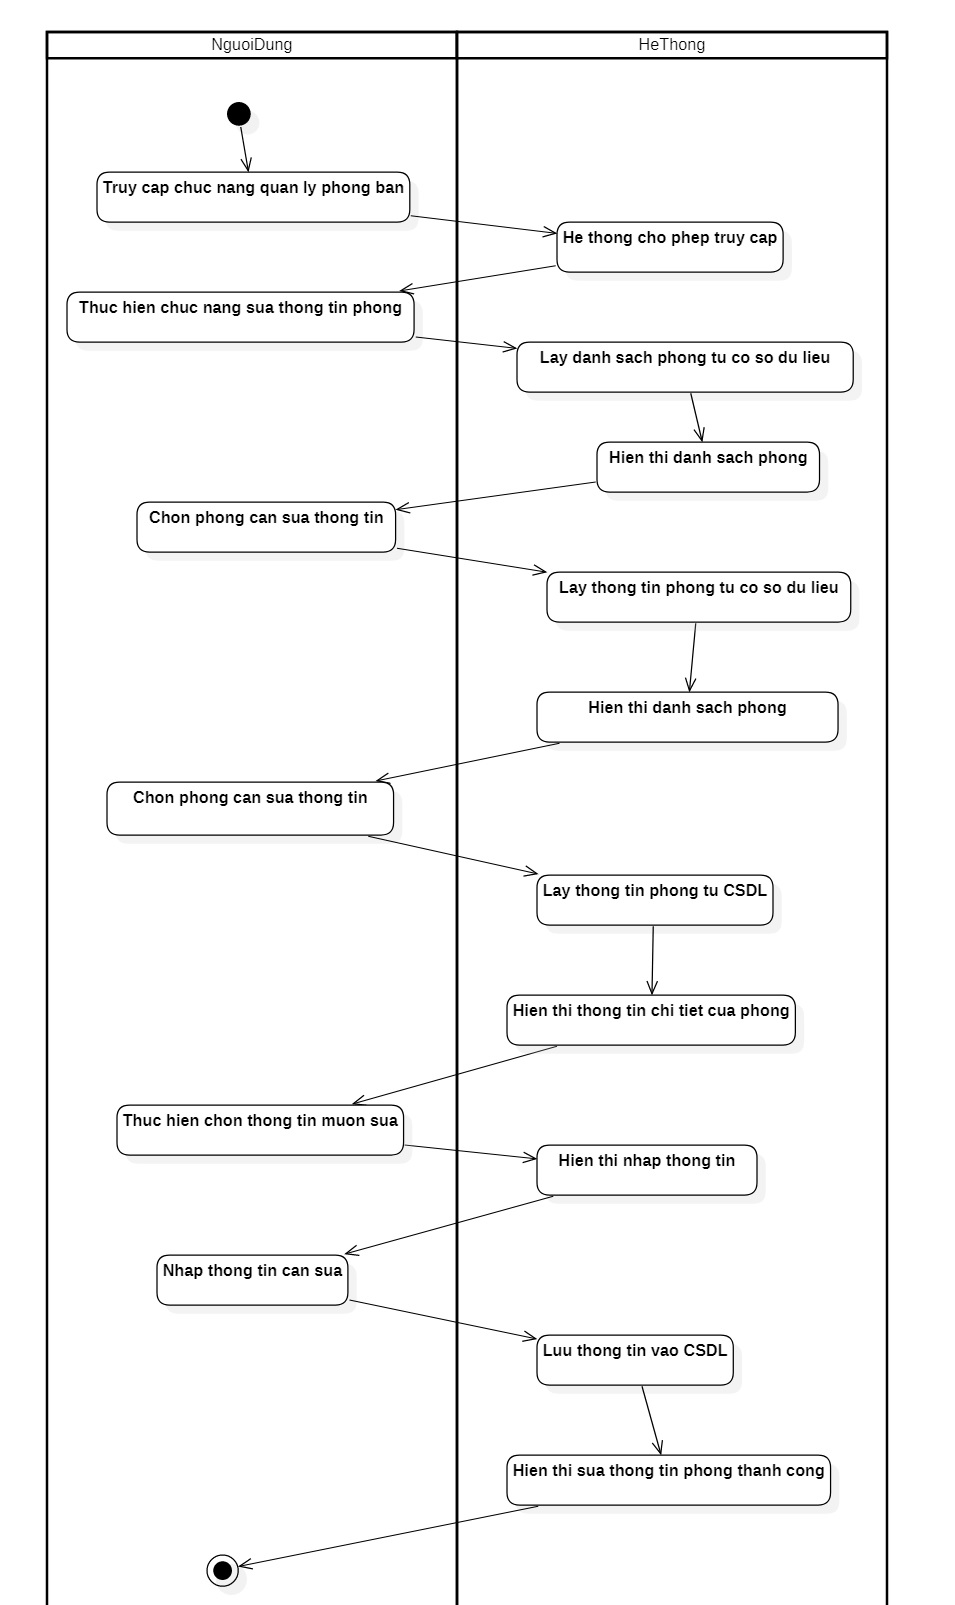 NguoiDung
HeThong
Truy cap chuc nang quan ly phong ban
He thong cho phep truy cap
Thuc hien chuc nang sua thong tin phong
Lay danh sach phong tu co so du lieu
Hien thi danh sach phong
Chon phong can sua thong tin
Lay thong tin phong tu co so du lieu
Hien thi danh sach phong
Chon phong can sua thong tin
Lay thong tin phong tu CSDL
Hien thi thong tin chi tiet cua phong
Thuc hien chon thong tin muon sua
Hien thi nhap thong tin
Nhap thong tin can sua
Luu thong tin vao CSDL
Hien thi sua thong tin phong thanh cong